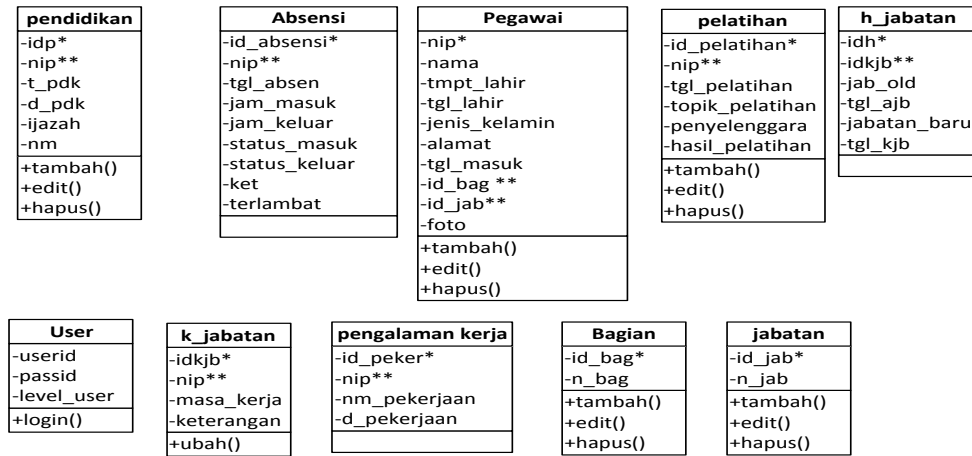 pendidikan
-idp*
-nip**
-t_pdk
-d_pdk
-ijazah
-nm
+tambah()
+edit()
+hapus()
Absensi
-id_absensi*
-nip**
-tgl_absen
-jam_masuk
-jam_keluar
-status_masuk
-status_keluar
-ket
-terlambat
Pegawai
-nip*
-nama
-tmpt_lahir
-tgl_lahir
-jenis_kelamin
-alamat
-tgl_masuk
-id_bag **
-id_jab**
-foto
+tambah()
+edit()
+hapus()
pelatihan
-id_pelatihan*
-nip**
-tgl_pelatihan
-topik_pelatihan
-penyelenggara
-hasil_pelatihan
+tambah()
+edit()
+hapus()
h_jabatan
-idh*
-idkjb**
-jab_old
-tgl_ajb
-jabatan_baru
-tgl_kjb
User
-userid
-passid
-level_user
+login()
k_jabatan
-idkjb*
-nip**
-masa_kerja
-keterangan
+ubah()
pengalaman kerja
-id_peker*
-nip**
-nm_pekerjaan
-d_pekerjaan
Bagian
-id_bag*
-n_bag
+tambah()
+edit()
+hapus()
jabatan
-id_jab*
-n_jab
+tambah()
+edit()
+hapus()